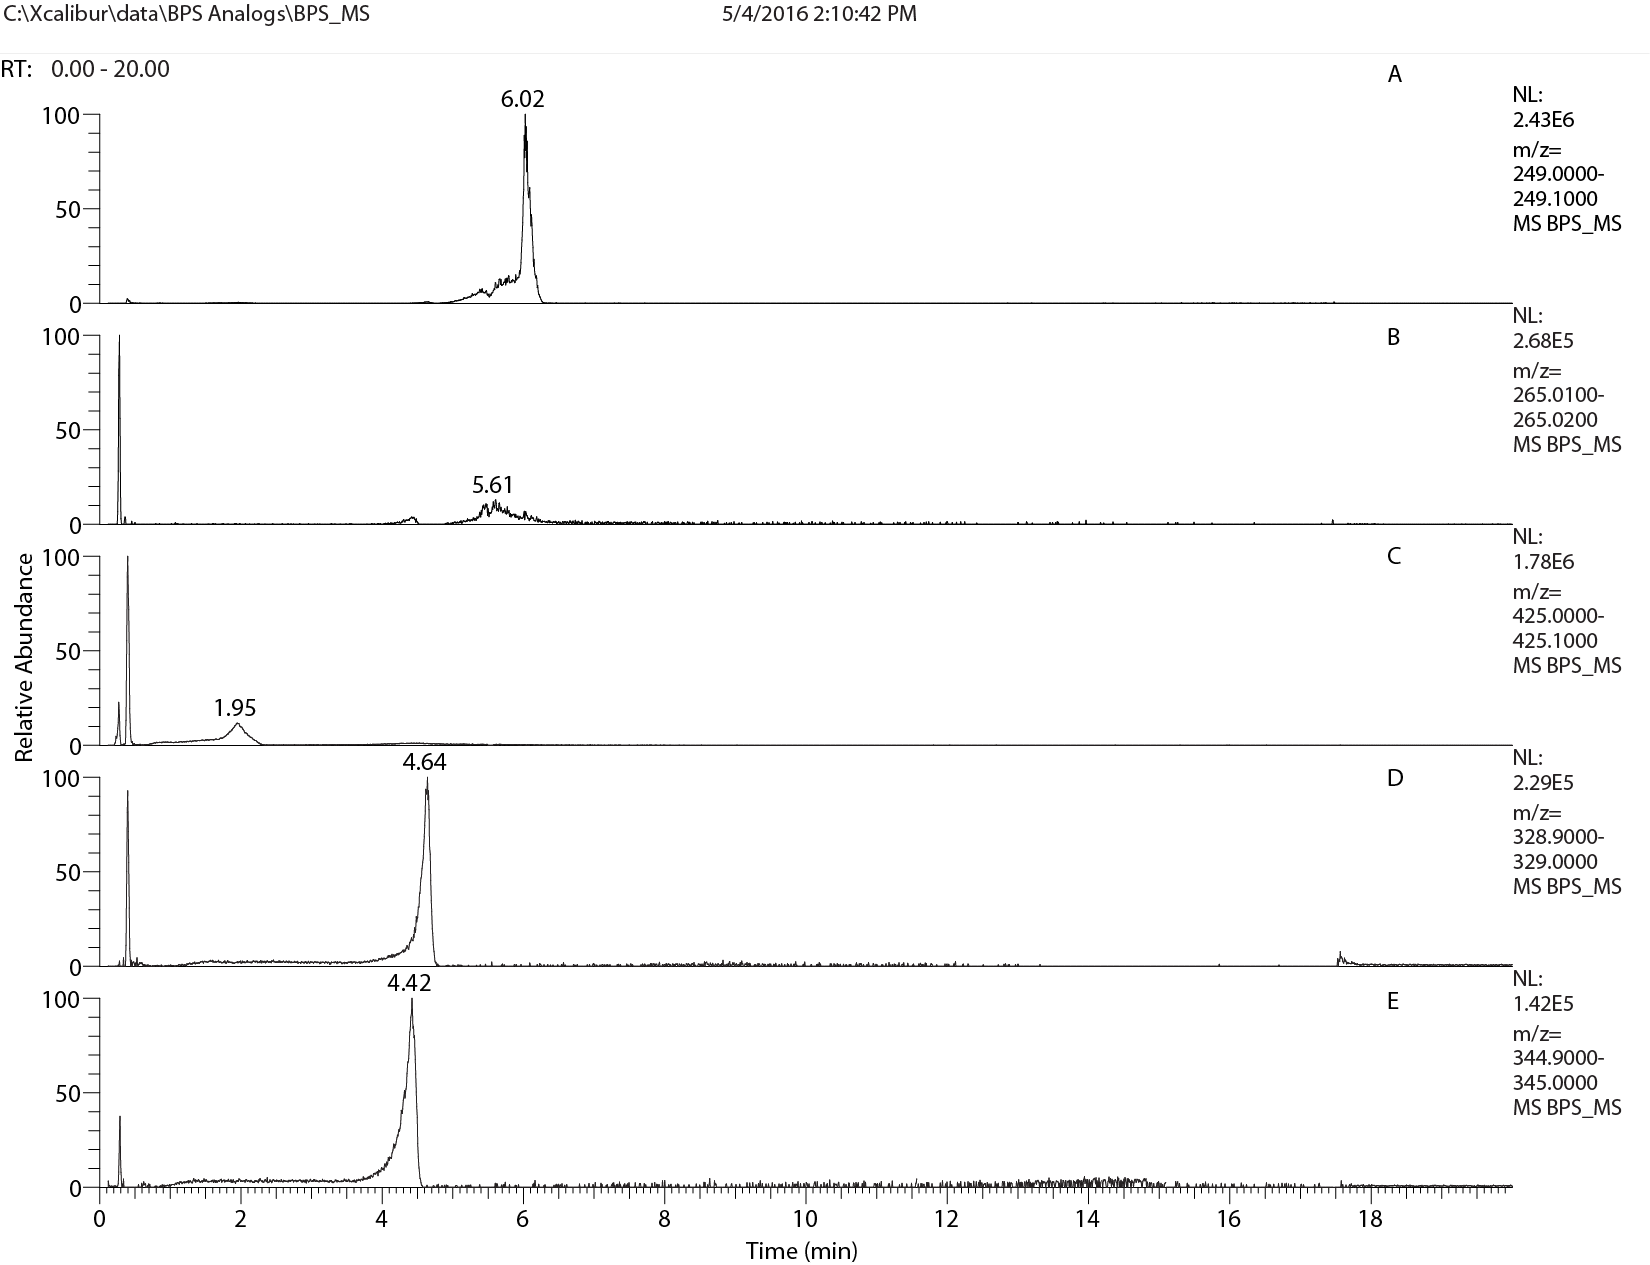 C:\Xcalibur\data\BPS Analogs\BPS_MS 5/4/2016 2:10:42 PM
RT: 0.00 - 20.00
A
6.02
100
50
0
NL:
2.43E6
m/z=
249.0000-
249.1000
MS BPS_MS
B
5.61
100
50
0
NL:
2.68E5
m/z=
265.0100-
265.0200
MS BPS_MS
C
1.95
100
50
0
NL:
1.78E6
m/z=
425.0000-
425.1000
MS BPS_MS
Relative Abundance
D
4.64
100
50
0
NL:
2.29E5
m/z=
328.9000-
329.0000
MS BPS_MS
E
4.42
100
50
0
NL:
1.42E5
m/z=
344.9000-
345.0000
MS BPS_MS
0 2 4 6 8 10 12 14 16 18
Time (min)